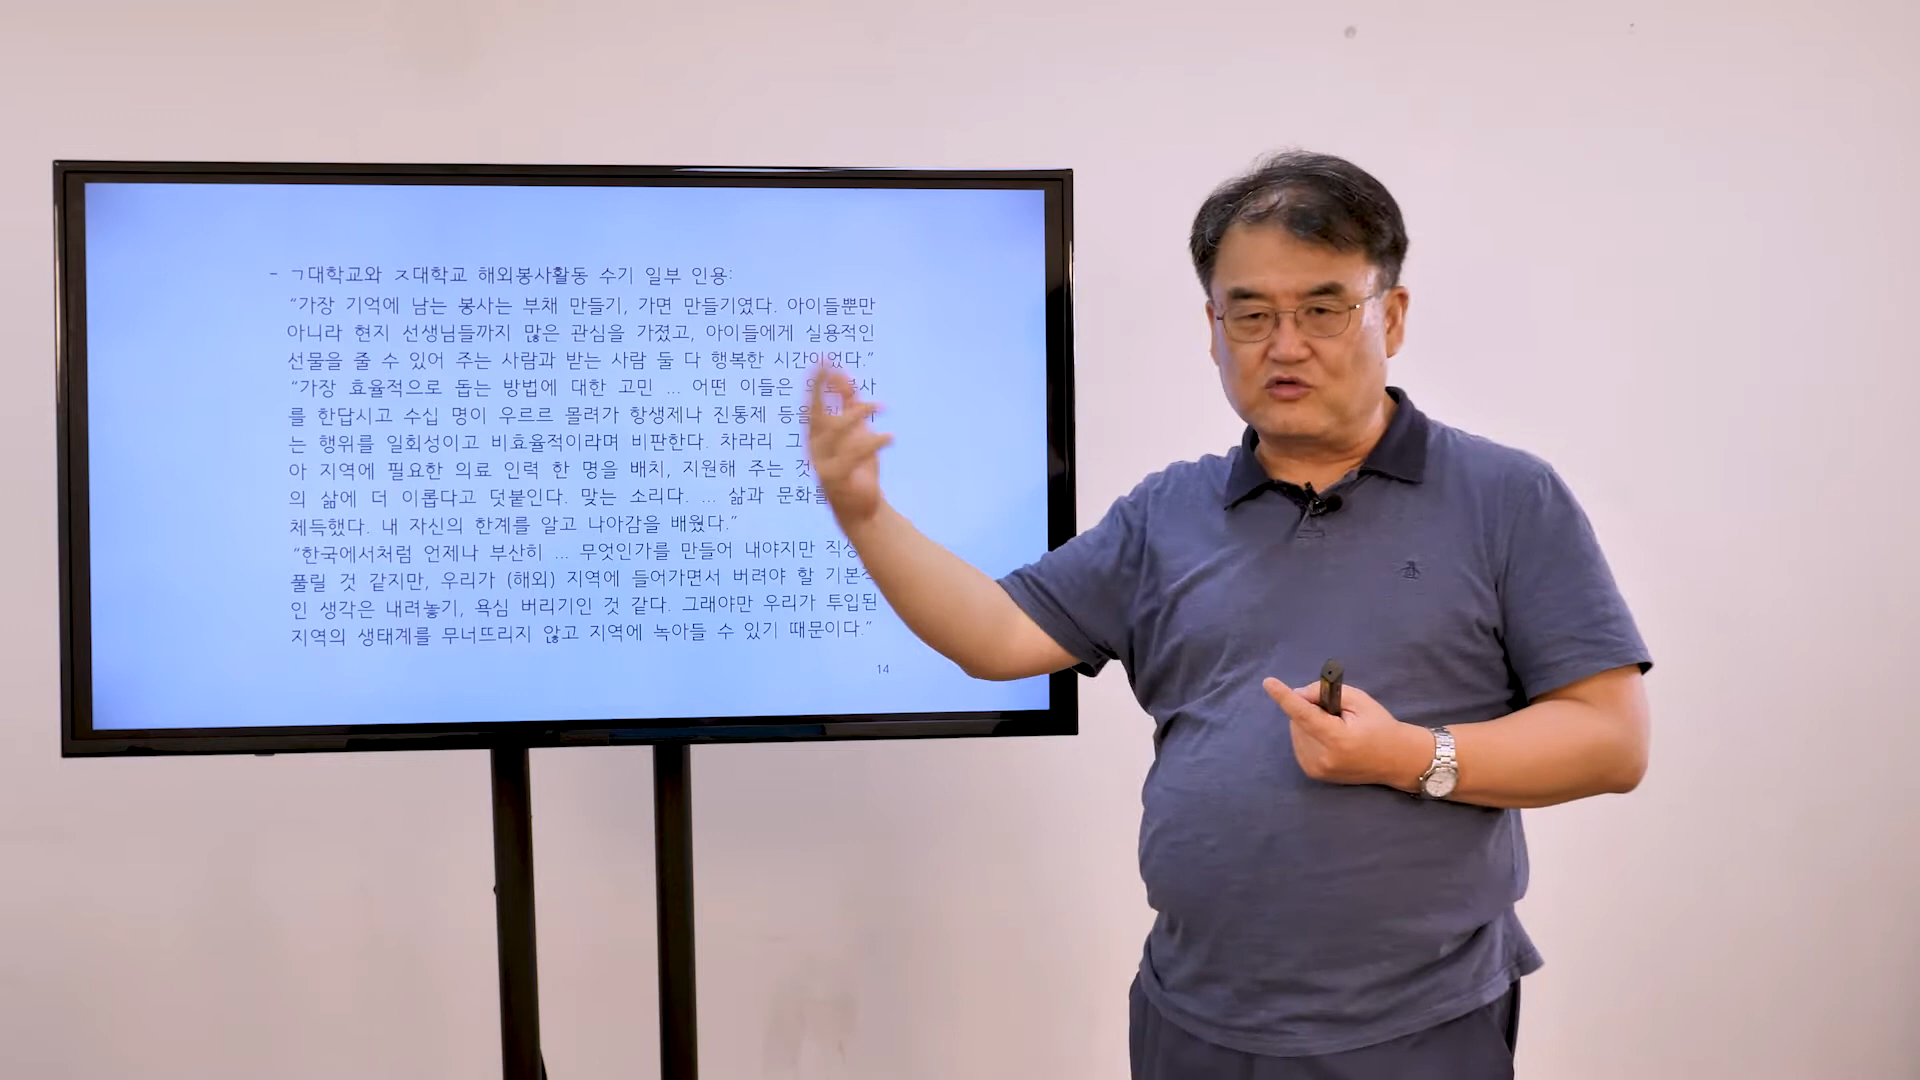 - ㄱ대학교와 ㅈ대학교 해외봉사활동 수기 일부 인용:
“가장 기억에 남는 봉사는 부채 만들기, 가면 만들기였다. 아이들뿐만
아니라 현지 선생님들까지 많은 관심을 가졌고, 아이들에게 실용적인
선물을 줄 수 있어 주는 사람과 받는 사람 둘 다 행복한 시간이었다.”
“가장 효율적으로 돕는 방법에 대한 고민 ... 어떤 이들은
를 한답시고 수십 명이 우르르 몰려가 항생제나 진통제 등을
는 행위를 일회성이고 비효율적이라며 비판한다. 차라리 그
아 지역에 필요한 의료 인력 한 명을 배치, 지원해 주는
의 삶에 더 이롭다고 덧붙인다. 맞는 소리다. ... 삶과 문화를
체득했다. 내 자신의 한계를 알고 나아감을 배웠다.”
“한국에서처럼 언제나 부산히 ... 무엇인가를 만들어 내야지만
풀릴 것 같지만, 우리가 (해외) 지역에 들어가면서 버려야 할
인 생각은 내려놓기, 욕심 버리기인 것 같다. 그래야만 우리가 투입된
지역의 생태계를 무너뜨리지 않고 지역에 녹아들 수 있기 때문이다.”
14